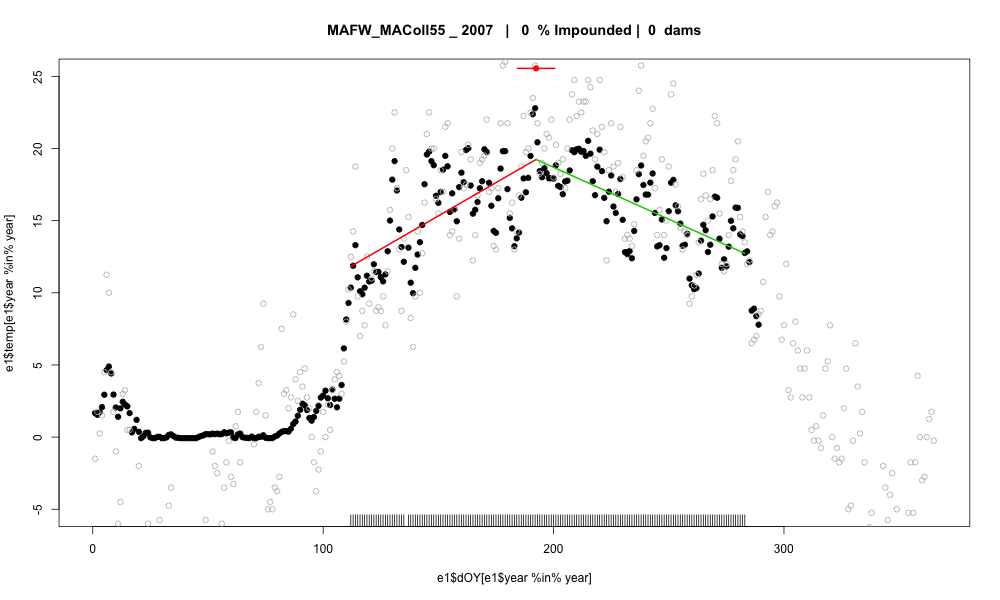 MAFW_MAColl55 _ 2007 | 0 % Impounded | 0 dams
25
20
15
10
5
0
-5
e1$temp[e1$year %in% year]
0 100 200 300
e1$dOY[e1$year %in% year]